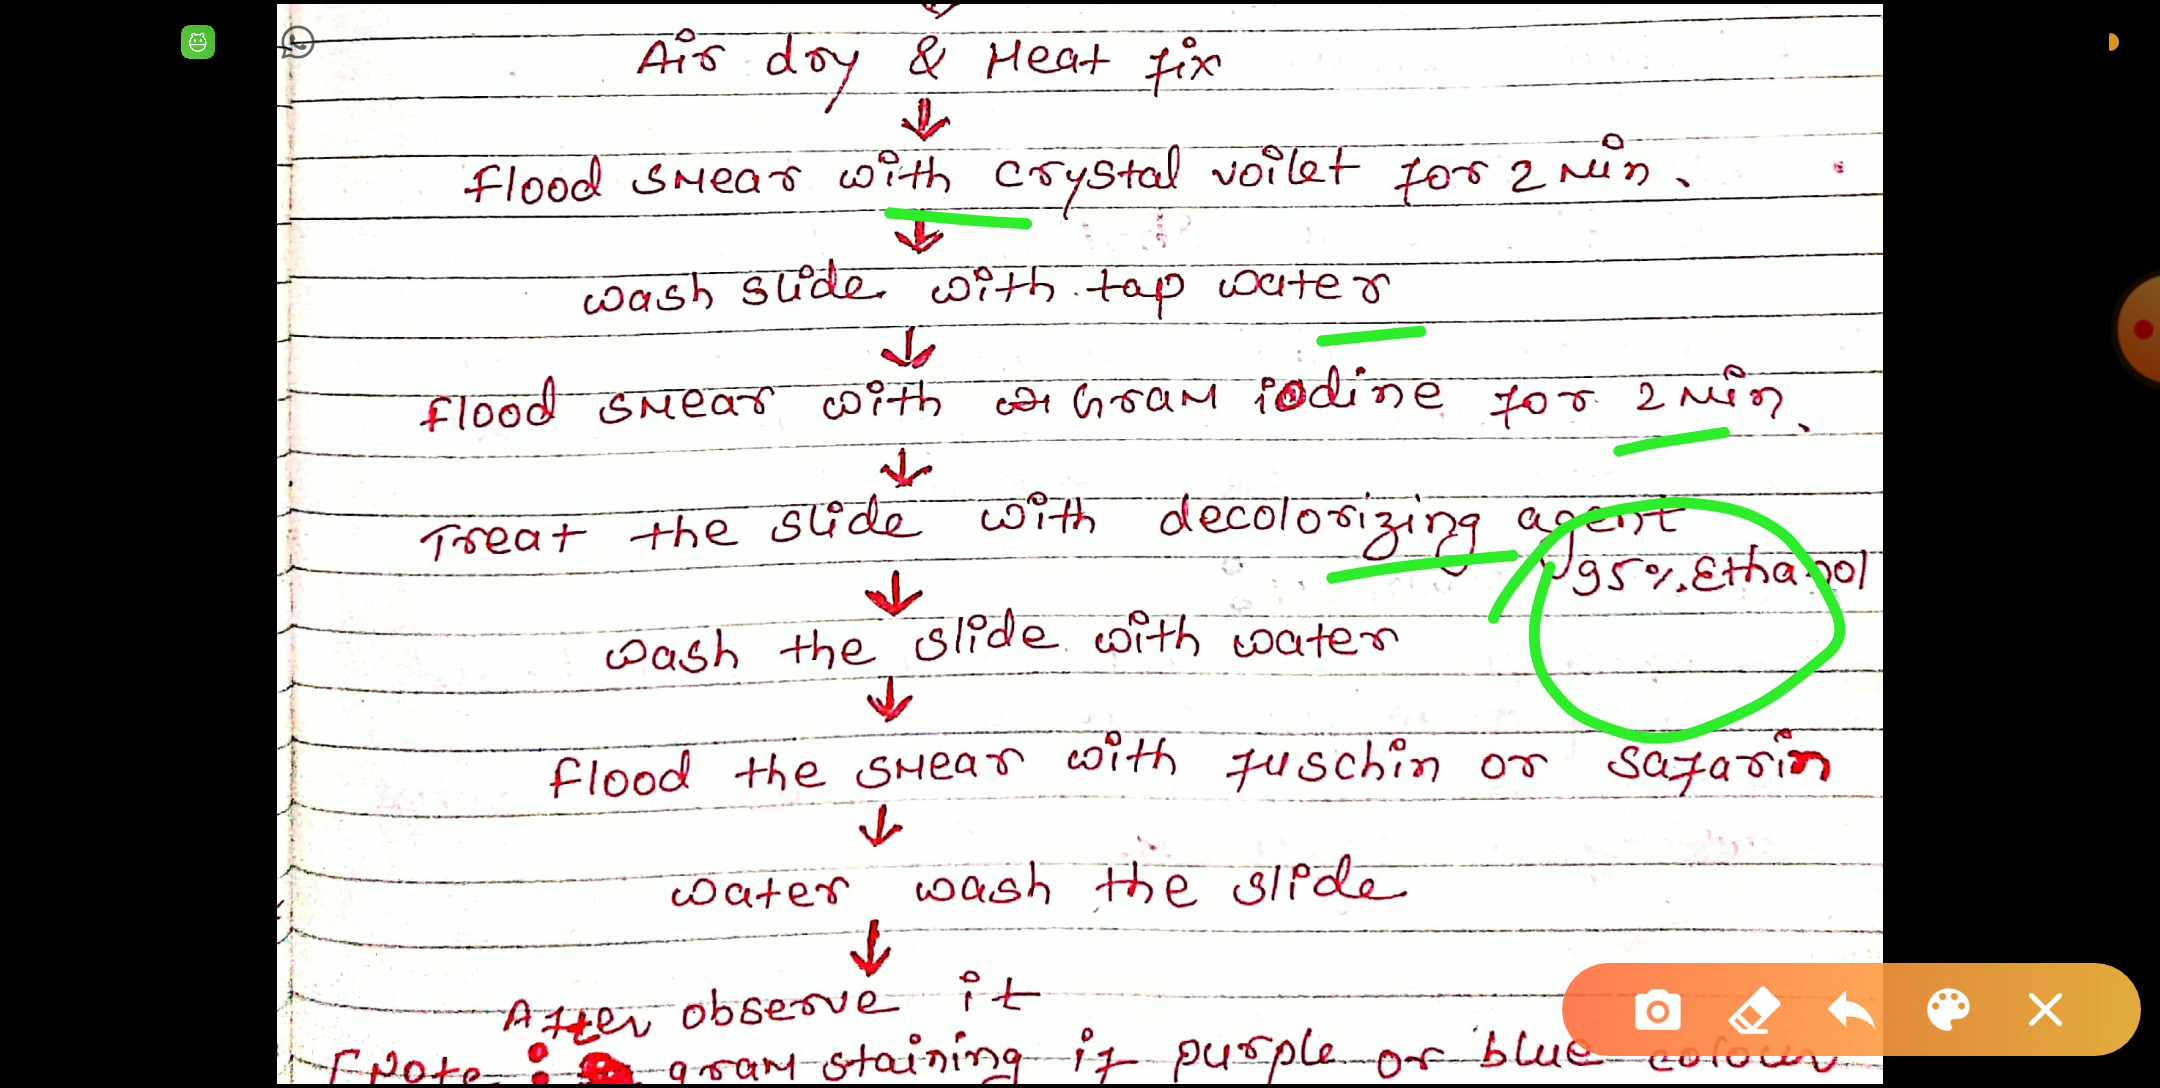 Air dry & Heat fix
Flood smear with crystal voilet for 2 Min.
wash slide with tap water
Flood smear with Gram iodine for 2 Min.
Treat the slide with decolorizing agent
95% Ethanol
wash the slide with water
Flood the smear with fuschin or safarin
water wash the slide
After observe it
[Note : gram staining if purple or blue colour